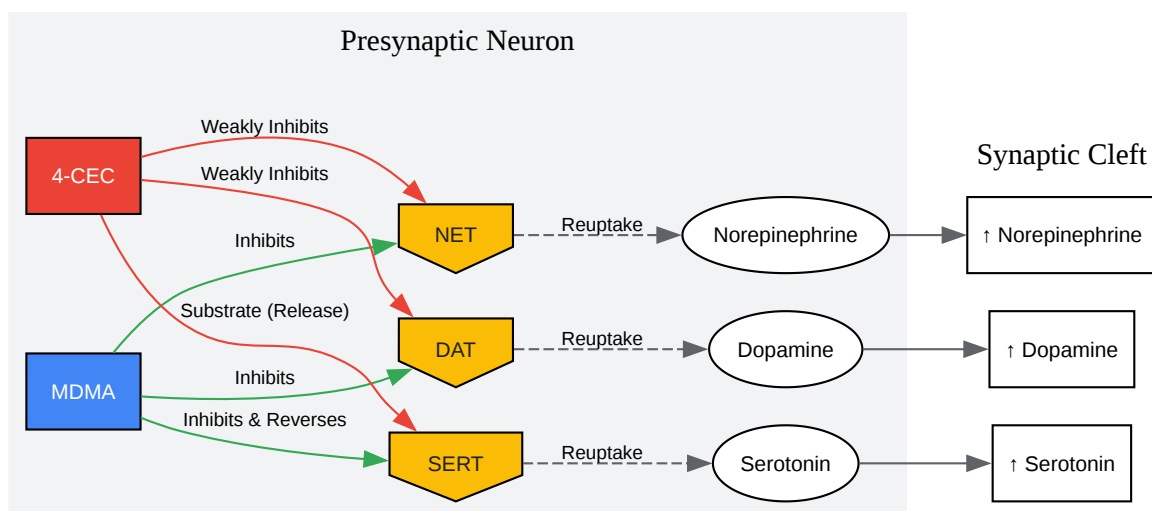 Presynaptic Neuron
Synaptic Cleft
Weakly Inhibits
4-CEC
Weakly Inhibits
NET
Reuptake
Norepinephrine
↑ Norepinephrine
Inhibits
Substrate (Release)
DAT
Reuptake
Dopamine
↑ Dopamine
MDMA
Inhibits
Inhibits & Reverses
SERT
Reuptake
Serotonin
↑ Serotonin